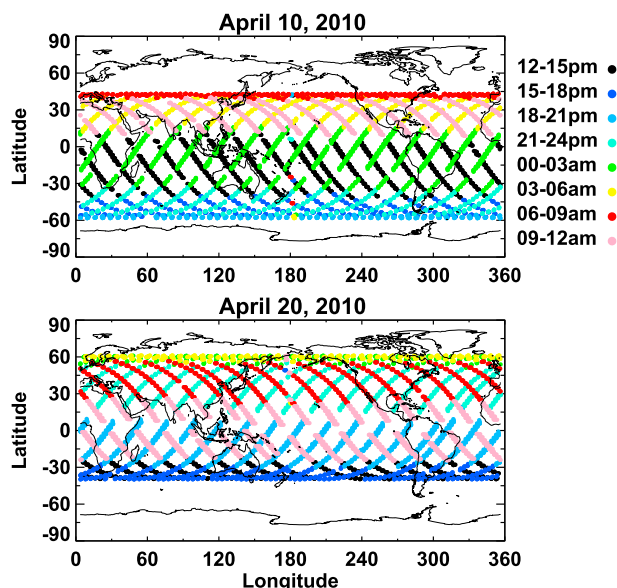 April 10, 2010
90
60
30
0
-30
-60
-90
Latitude
0 60 120 180 240 300 360
12-15pm
15-18pm
18-21pm
21-24pm
00-03am
03-06am
06-09am
09-12am
April 20, 2010
90
60
30
0
-30
-60
-90
Latitude
0 60 120 180 240 300 360
Longitude